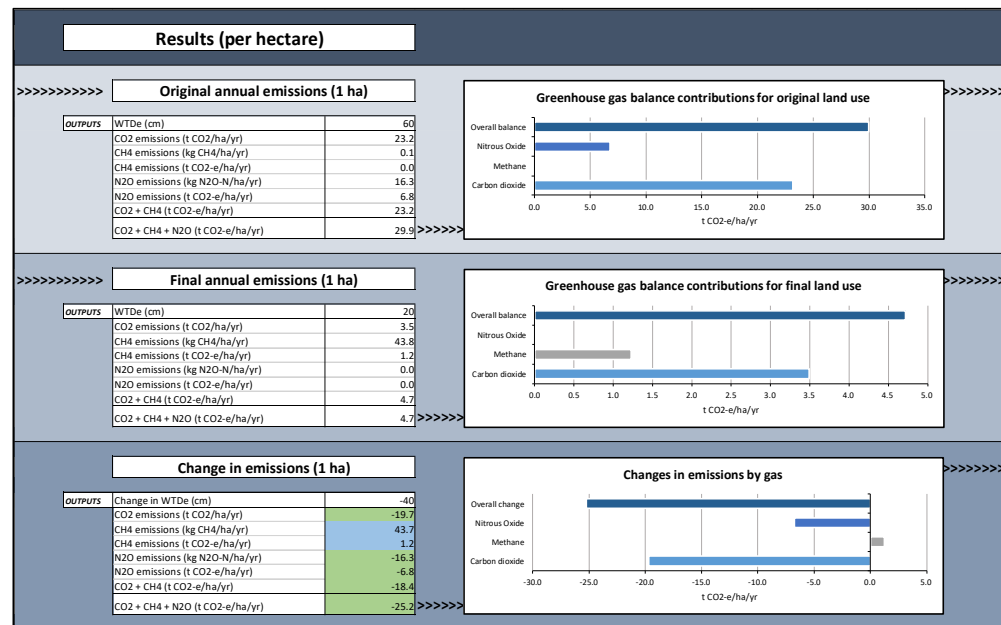 Results (per hectare)
>>>>>>>>>>> Original annual emissions (1 ha) >>>>>>>
OUTPUTS WTDe (cm) 60
CO2 emissions (t CO2/ha/yr) 23.2
CH4 emissions (kg CH4/ha/yr) 0.1
CH4 emissions (t CO2-e/ha/yr) 0.0
N2O emissions (kg N2O-N/ha/yr) 16.3
N2O emissions (t CO2-e/ha/yr) 6.8
CO2 + CH4 (t CO2-e/ha/yr) 23.2
CO2 + CH4 + N2O (t CO2-e/ha/yr) 29.9 >>>>>>
Greenhouse gas balance contributions for original land use
Overall balance
Nitrous Oxide
Methane
Carbon dioxide
0.0 5.0 10.0 15.0 20.0 25.0 30.0 35.0
t CO2-e/ha/yr
>>>>>>>>>>> Final annual emissions (1 ha) >>>>>>>
OUTPUTS WTDe (cm) 20
CO2 emissions (t CO2/ha/yr) 3.5
CH4 emissions (kg CH4/ha/yr) 43.8
CH4 emissions (t CO2-e/ha/yr) 1.2
N2O emissions (kg N2O-N/ha/yr) 0.0
N2O emissions (t CO2-e/ha/yr) 0.0
CO2 + CH4 (t CO2-e/ha/yr) 4.7
CO2 + CH4 + N2O (t CO2-e/ha/yr) 4.7 >>>>>>
Greenhouse gas balance contributions for final land use
Overall balance
Nitrous Oxide
Methane
Carbon dioxide
0.0 0.5 1.0 1.5 2.0 2.5 3.0 3.5 4.0 4.5 5.0
t CO2-e/ha/yr
Change in emissions (1 ha) >>>>>>>
OUTPUTS Change in WTDe (cm) -40
CO2 emissions (t CO2/ha/yr) -19.7
CH4 emissions (kg CH4/ha/yr) 43.7
CH4 emissions (t CO2-e/ha/yr) 1.2
N2O emissions (kg N2O-N/ha/yr) -16.3
N2O emissions (t CO2-e/ha/yr) -6.8
CO2 + CH4 (t CO2-e/ha/yr) -18.4
CO2 + CH4 + N2O (t CO2-e/ha/yr) -25.2 >>>>>>
Changes in emissions by gas
Overall change
Nitrous Oxide
Methane
Carbon dioxide
-30.0 -25.0 -20.0 -15.0 -10.0 -5.0 0.0 5.0
t CO2-e/ha/yr